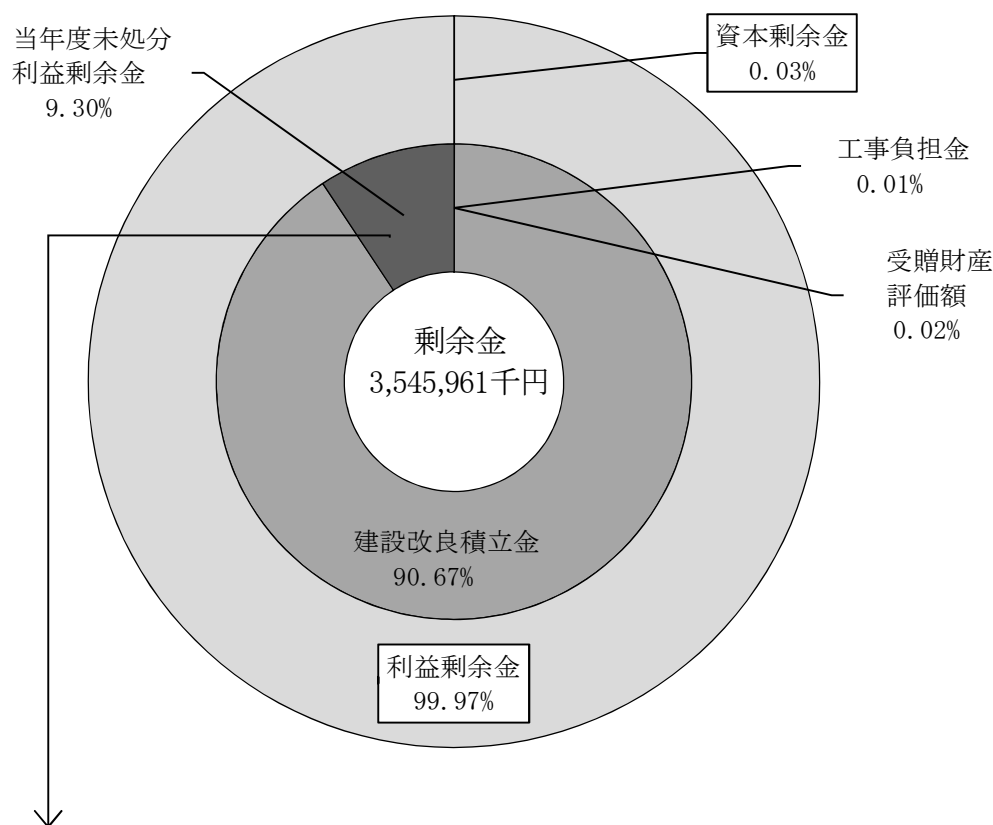 当年度未処分
利益剰余金
9.30%
資本剰余金
0.03%
工事負担金
0.01%
受贈財産
評価額
0.02%
剰余金
3,545,961千円
建設改良積立金
90.67%
利益剰余金
99.97%